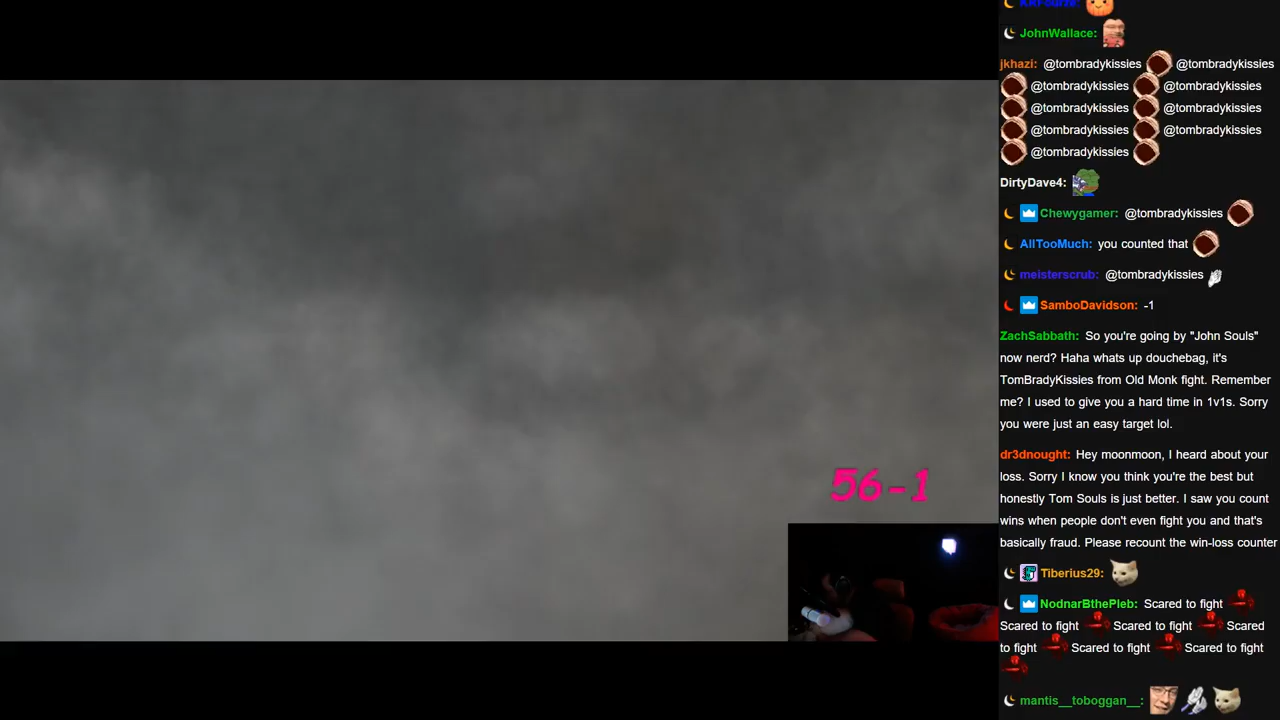 56-1
KiRFourze:
JohnWallace:
jkhazi: @tombradykissies @tombradykissies
@tombradykissies @tombradykissies
@tombradykissies @tombradykissies
@tombradykissies @tombradykissies
@tombradykissies
DirtyDave4:
Chewygamer: @tombradykissies
AllTooMuch: you counted that
meisterscrub: @tombradykissies
SamboDavidson: -1
ZachSabbath: So you're going by "John Souls"
now nerd? Haha whats up douchebag, it's
TomBradyKissies from Old Monk fight. Remember
me? I used to give you a hard time in 1v1s. Sorry
you were just an easy target lol.
dr3dnought: Hey moonmoon, I heard about your
loss. Sorry I know you think you're the best but
honestly Tom Souls is just better. I saw you count
wins when people don't even fight you and that's
basically fraud. Please recount the win-loss counter
Tiberius29:
NodnarBthePleb: Scared to fight
Scared to fight Scared to fight Scared
to fight Scared to fight Scared to fight
mantis__toboggan__: